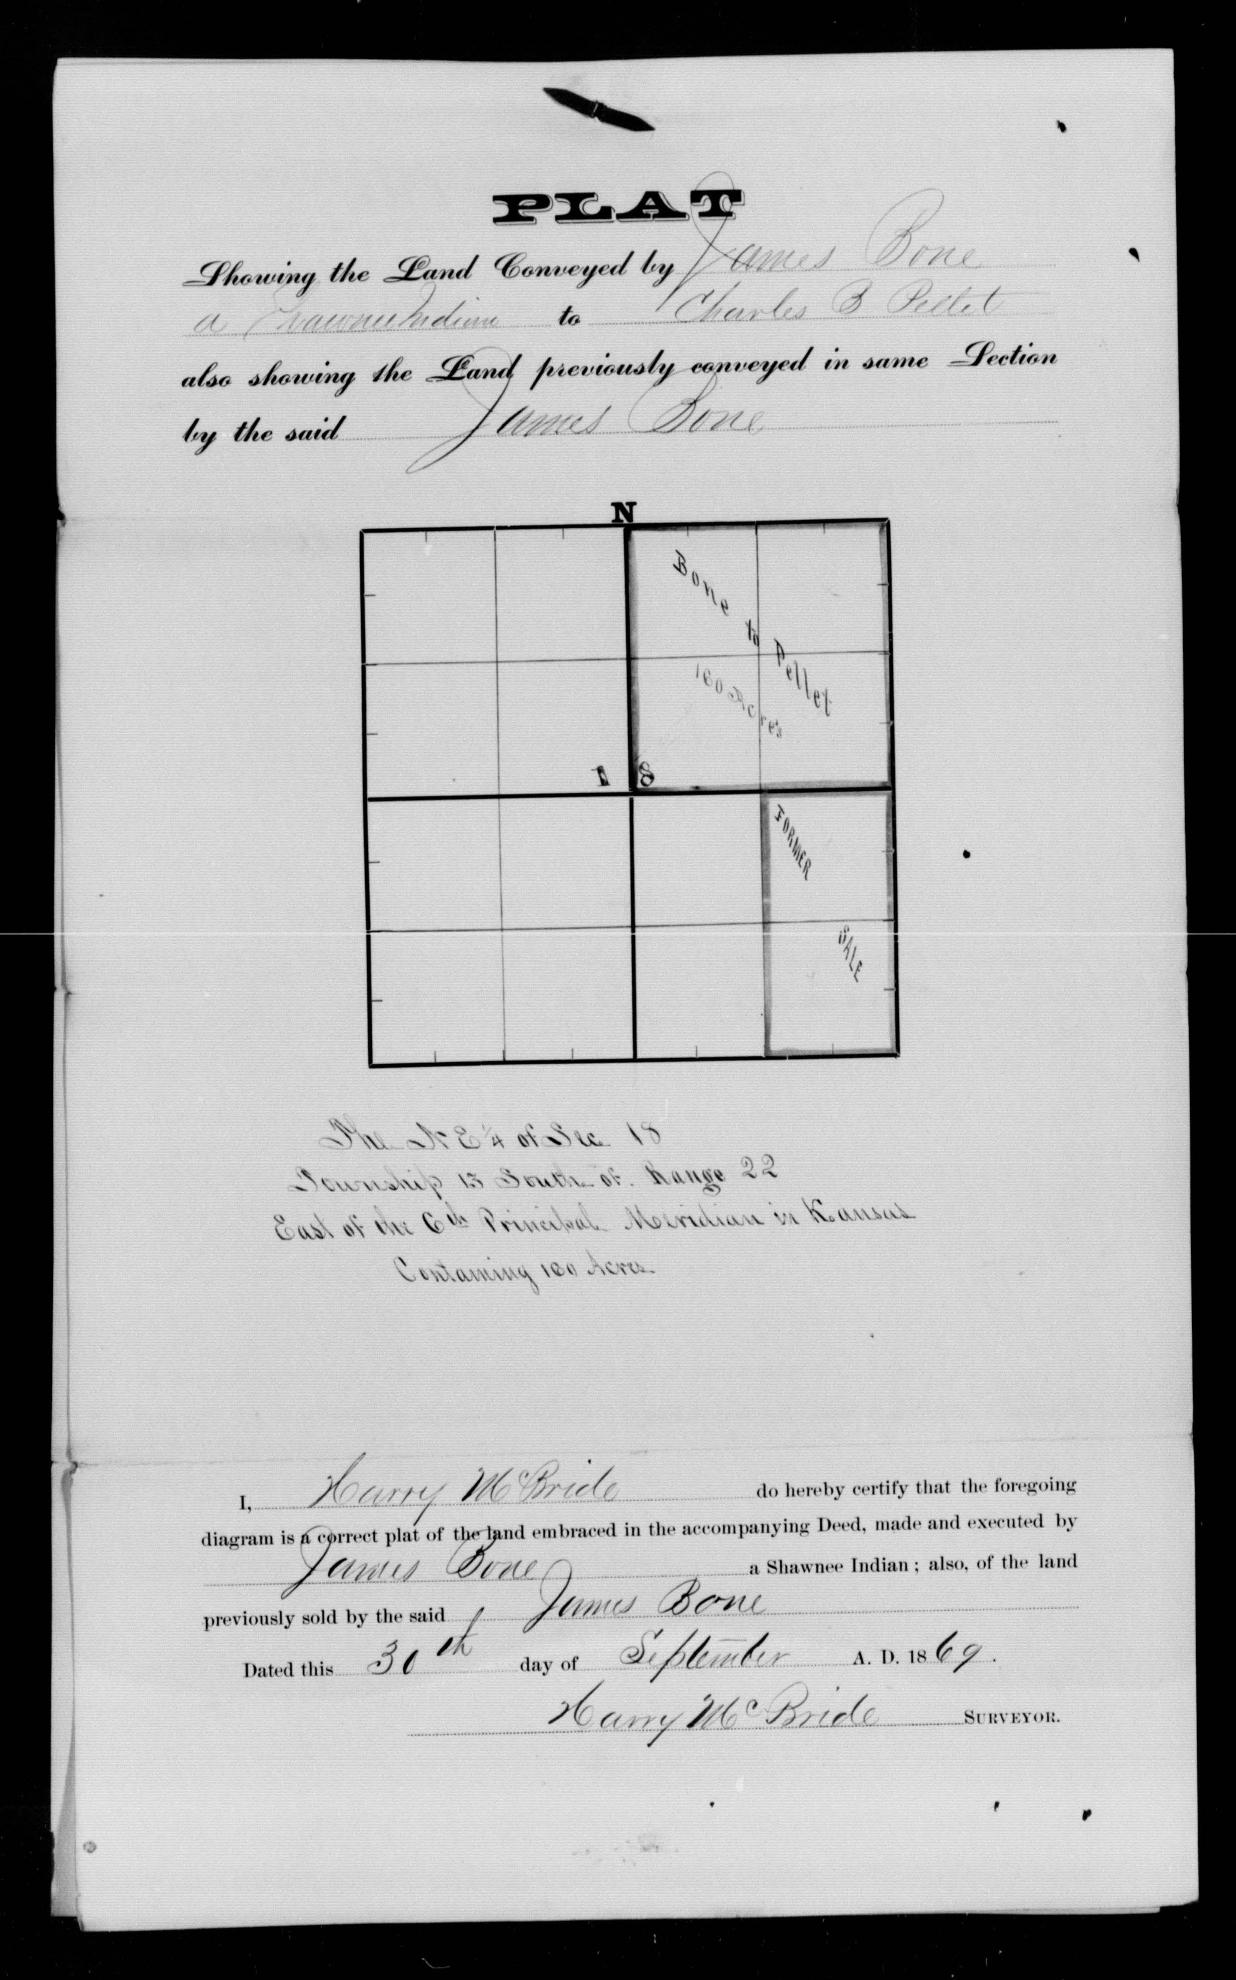 PLAT
Showing the Land Conveyed by James Bone
a Shawnee Indian to Charles B Pellet
also showing the Land previously conveyed in same Section
by the said James Bone
N
Bone to Pellet
160 Acres
18
FORMER
SALE
The N E ¼ of Sec 18
Township 13 South of Range 22
East of the 6th Principal Meridian in Kansas
Containing 160 Acres
I, Harry McBride do hereby certify that the foregoing
diagram is a correct plat of the land embraced in the accompanying Deed, made and executed by
James Bone a Shawnee Indian; also, of the land
previously sold by the said James Bone
Dated this 30th day of September A. D. 1869.
Harry McBride SURVEYOR.